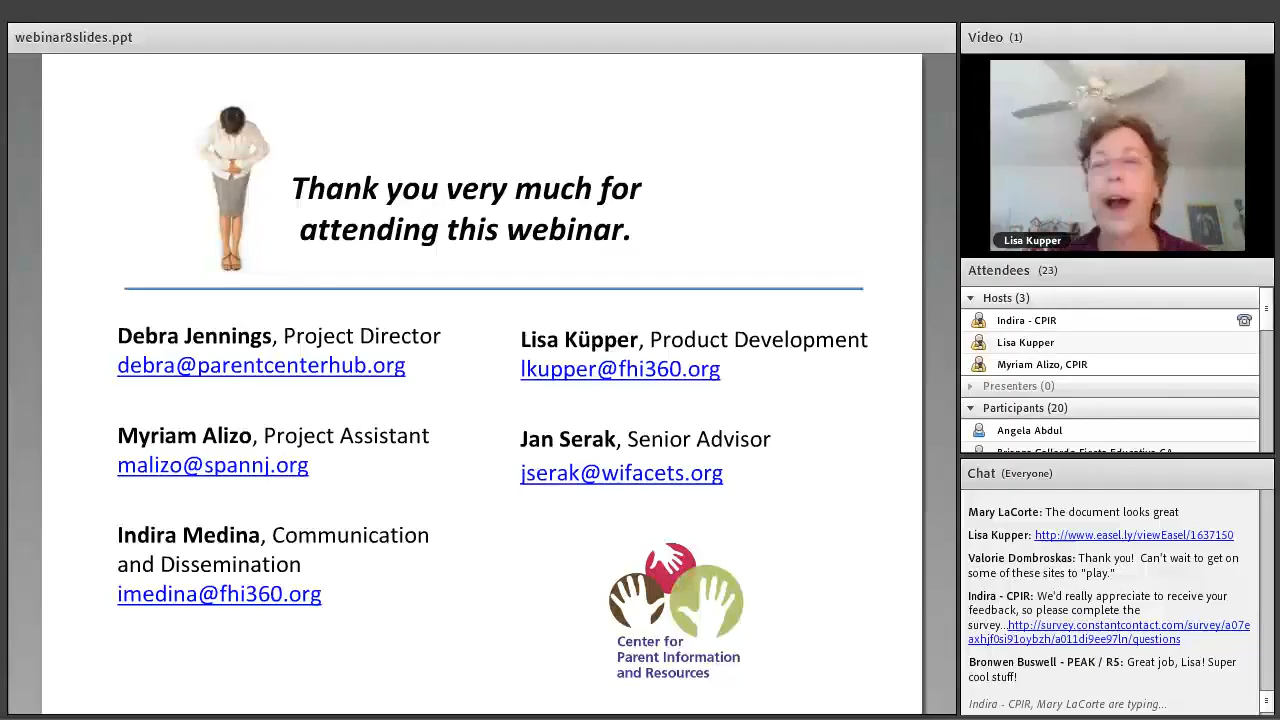 webinar8slides.ppt
Thank you very much for
attending this webinar.
Debra Jennings, Project Director
debra@parentcenterhub.org
Myriam Alizo, Project Assistant
malizo@spannj.org
Indira Medina, Communication
and Dissemination
imedina@fhi360.org
Lisa Küpper, Product Development
lkupper@fhi360.org
Jan Serak, Senior Advisor
jserak@wifacets.org
Center for
Parent Information
and Resources
Video (1)
Lisa Kupper
Attendees (23)
Hosts (3)
Indira - CPIR
Lisa Kupper
Myriam Alizo, CPIR
Presenters (0)
Participants (20)
Angela Abdul
Chat (Everyone)
Mary LaCorte: The document looks great
Lisa Kupper: http://www.easel.ly/viewEasel/1637150
Valorie Dombroskas: Thank you! Can't wait to get on
some of these sites to "play."
Indira - CPIR: We'd really appreciate to receive your
feedback, so please complete the
survey...http://survey.constantcontact.com/survey/a07e
axhjf0si91oybzh/a011di9ee97ln/questions
Bronwen Buswell - PEAK / R5: Great job, Lisa! Super
cool stuff!
Indira - CPIR, Mary LaCorte are typing...